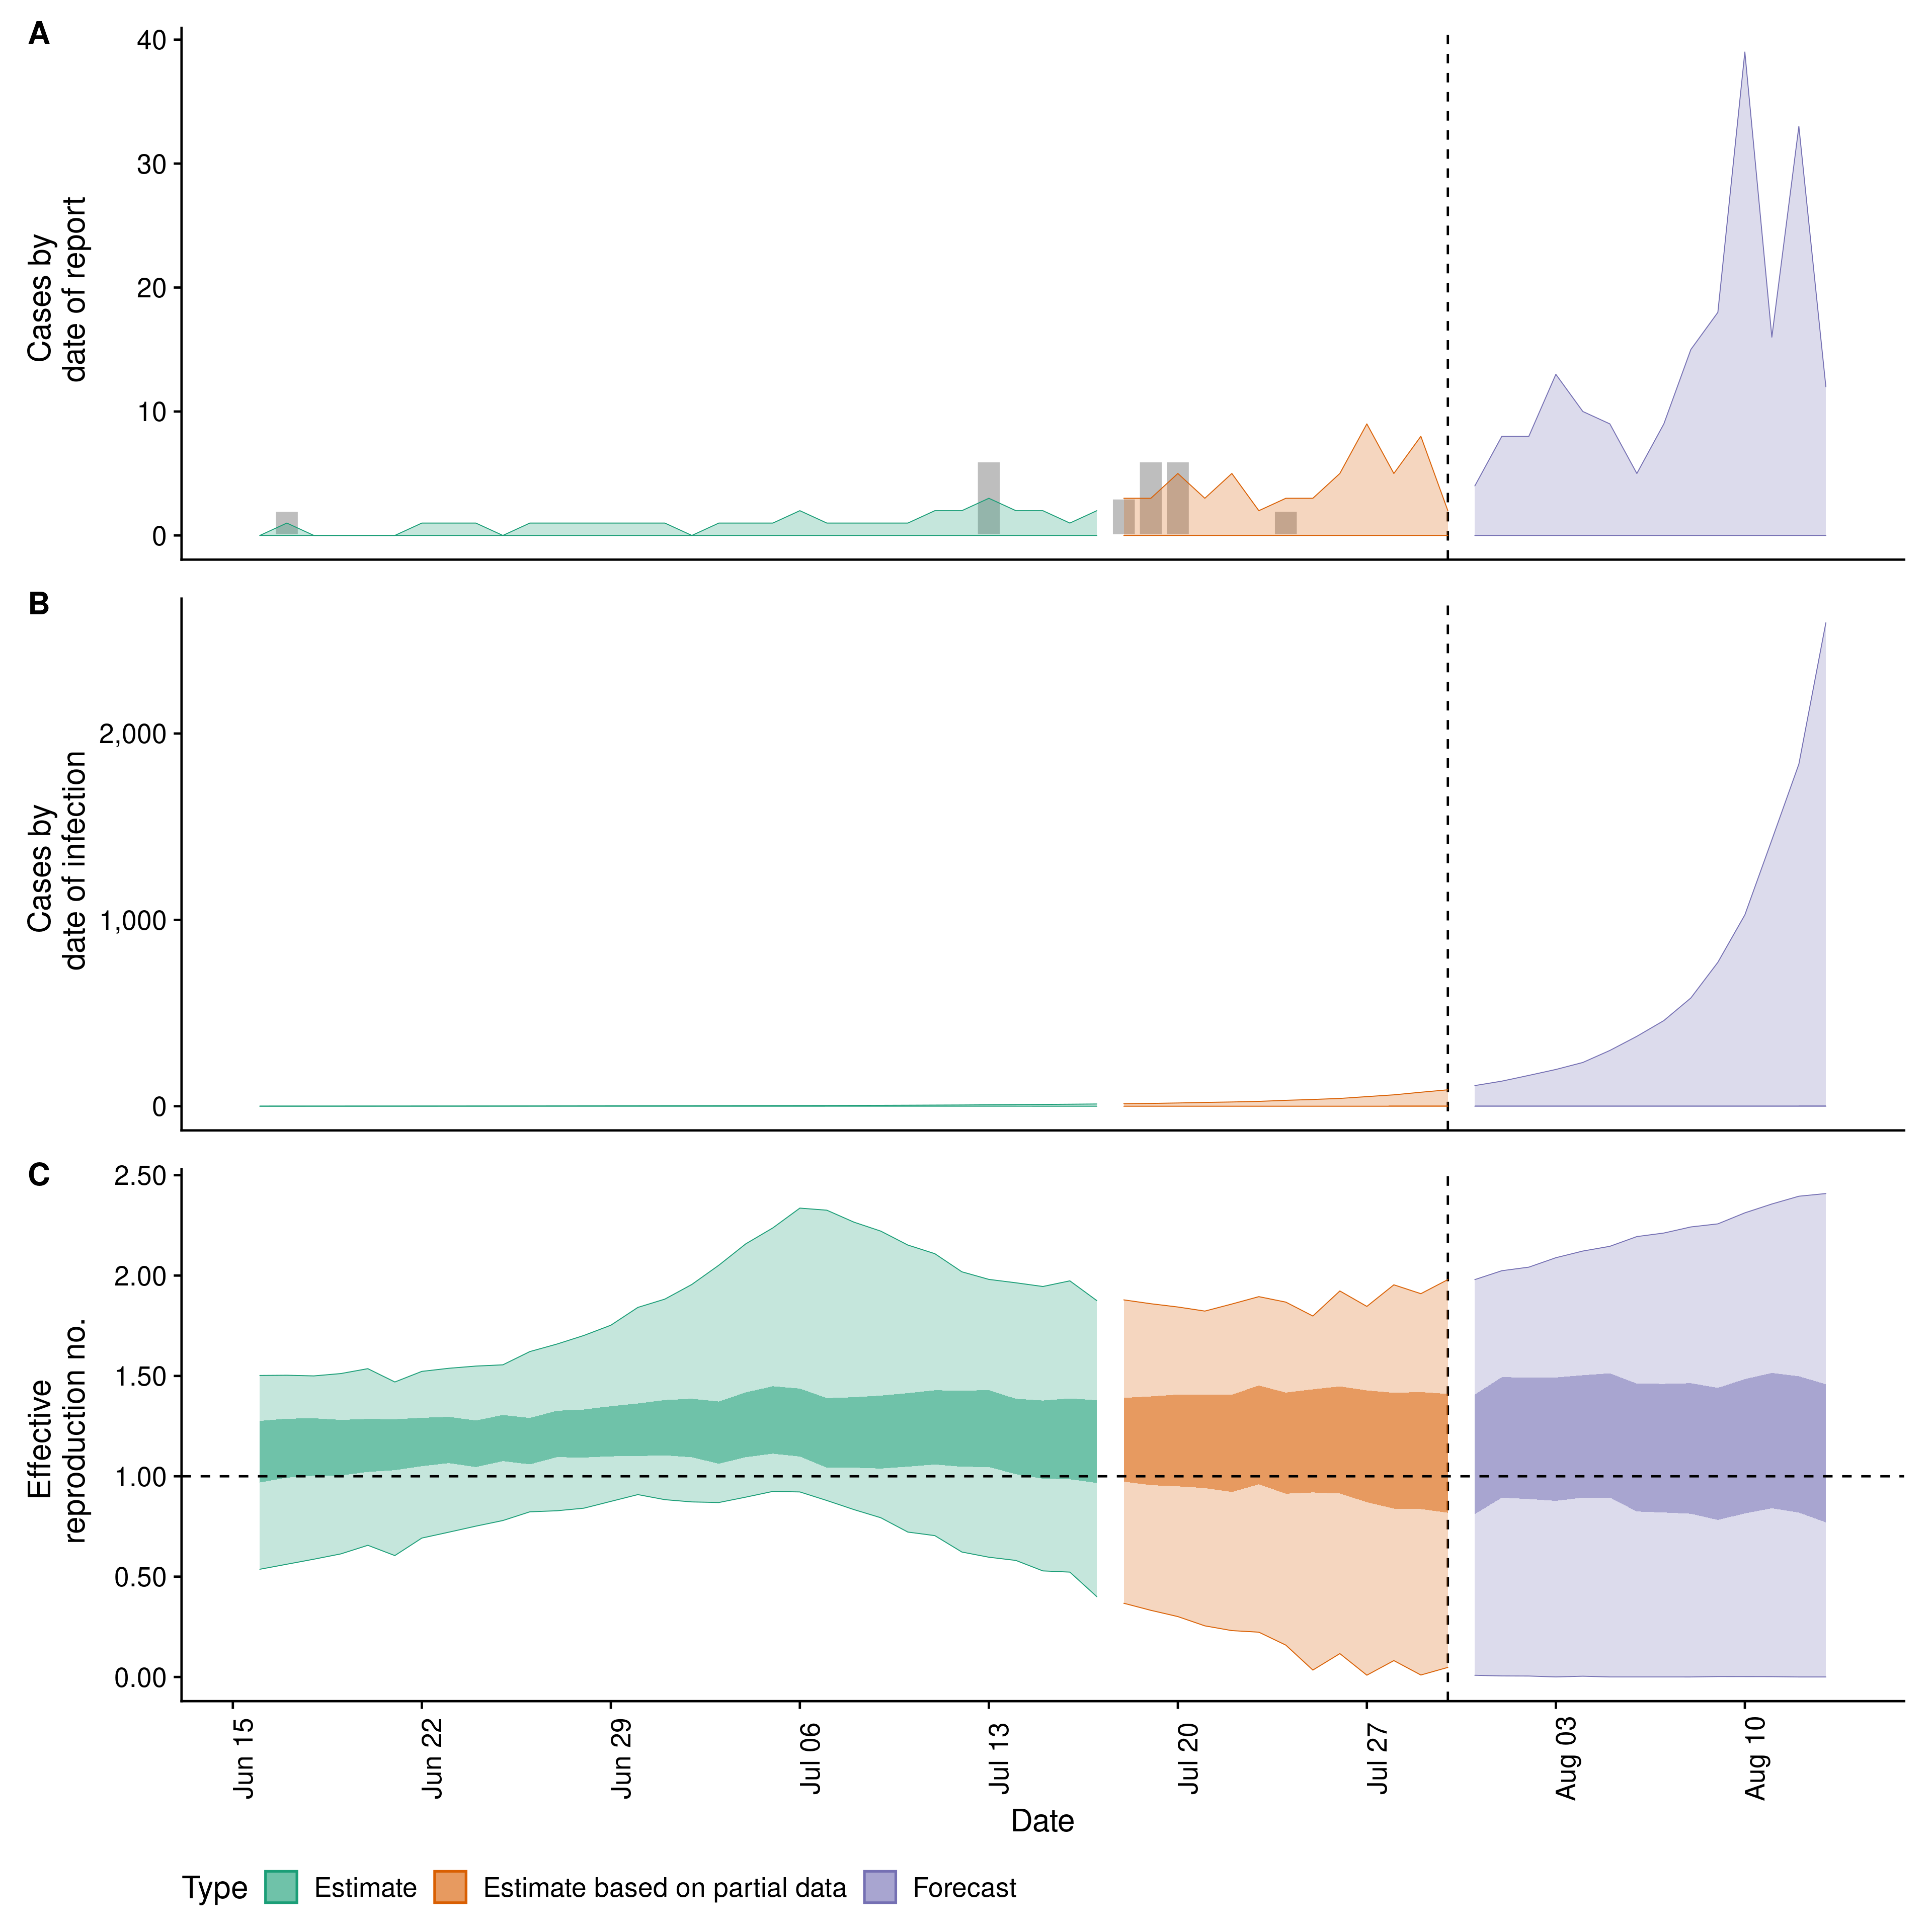 A
Cases by
date of report
40
30
20
10
0
B
Cases by
date of infection
2,000
1,000
0
C
Effective
reproduction no.
2.50
2.00
1.50
1.00
0.50
0.00
Jun 15
Jun 22
Jun 29
Jul 06
Jul 13
Jul 20
Jul 27
Aug 03
Aug 10
Date
Type
Estimate
Estimate based on partial data
Forecast